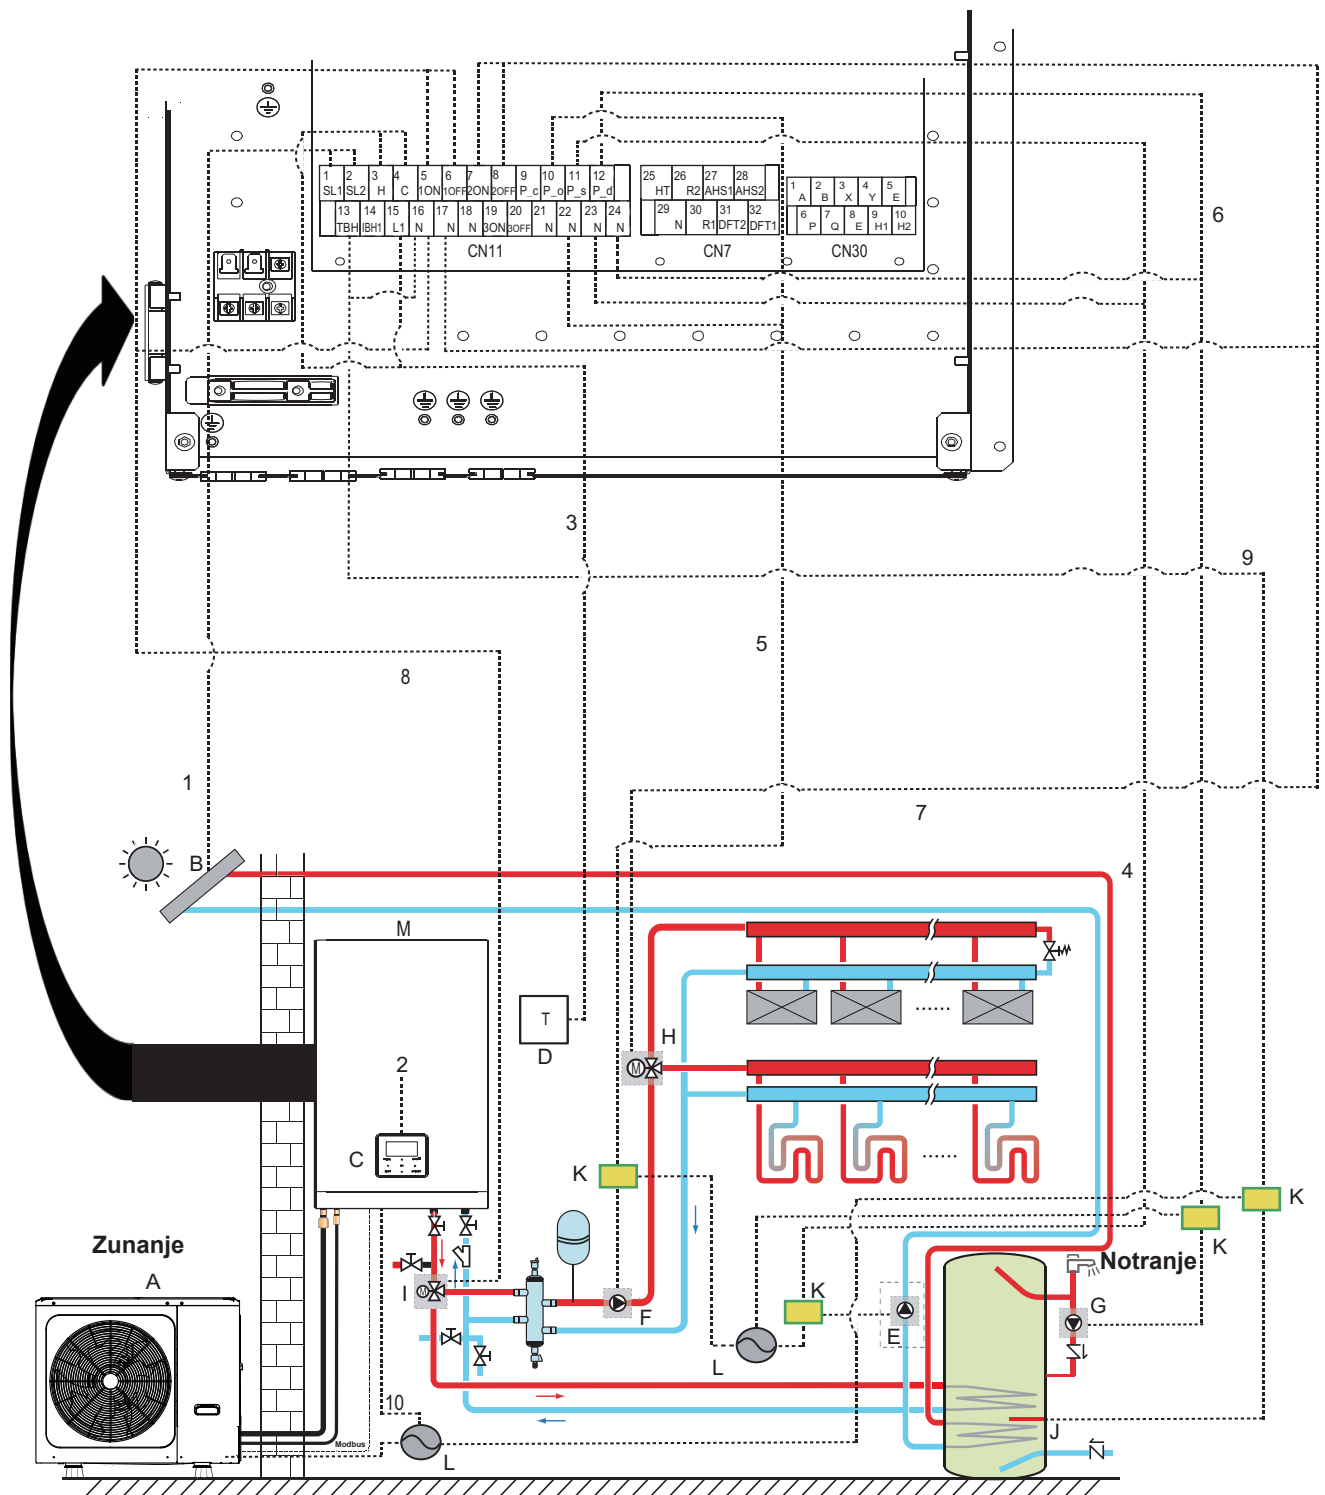 1 2 3 4 5 6 7 8 9 10 11 12
SL1 SL2 H C 1ON 1OFF 2ON 2OFF P_c P_o P_s P_d
13 14 15 16 17 18 19 20 21 22 23 24
TBH IBH1 L1 N N N 3ON 3OFF N N N N
CN11
25 26 27 28
HT R2 AHS1 AHS2
29 30 31 32
N R1 DFT2 DFT1
CN7
1 2 3 4 5
A B X Y E
6 7 8 9 10
P Q E H1 H2
CN30
6
3
9
5
8
1
7
4
B
M
T
D
H
M
2
C
K
K
K
Zunanje
Notranje
A
I
M
F
K
E
G
L
10
J
Modbus
L